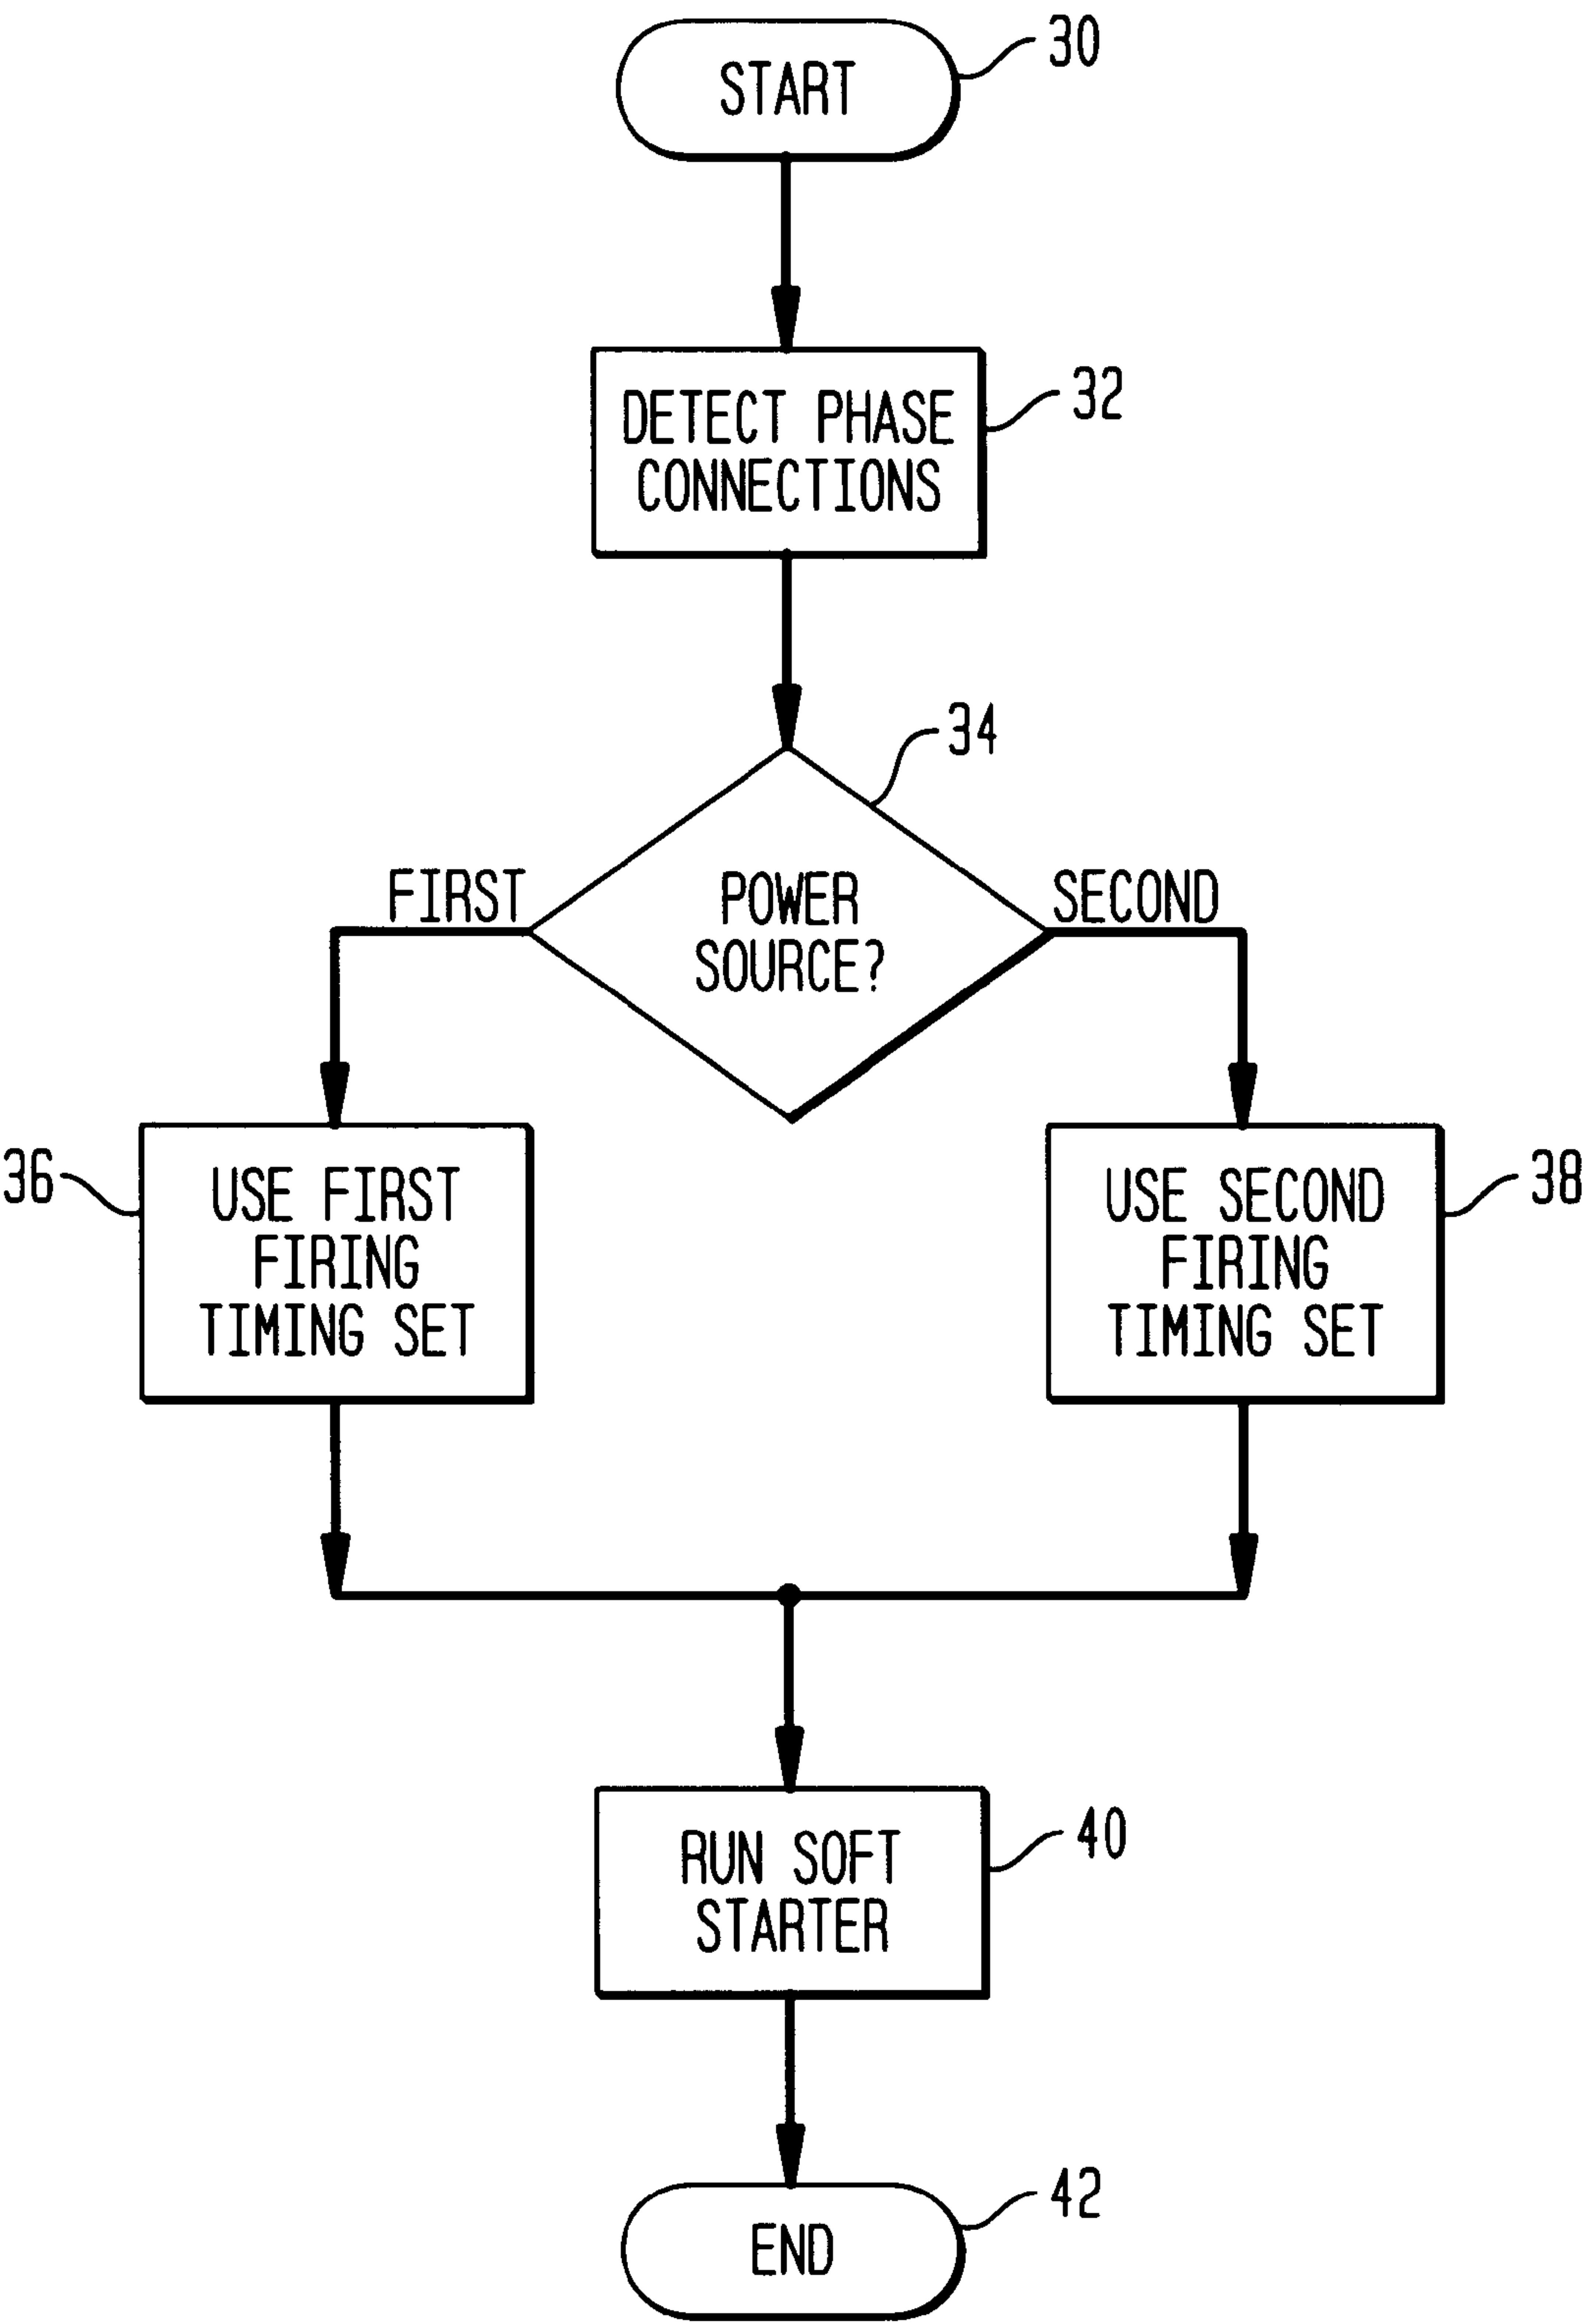 START
30
DETECT PHASE
CONNECTIONS
32
34
FIRST
POWER
SOURCE?
SECOND
36
USE FIRST
FIRING
TIMING SET
USE SECOND
FIRING
TIMING SET
38
RUN SOFT
STARTER
40
END
42